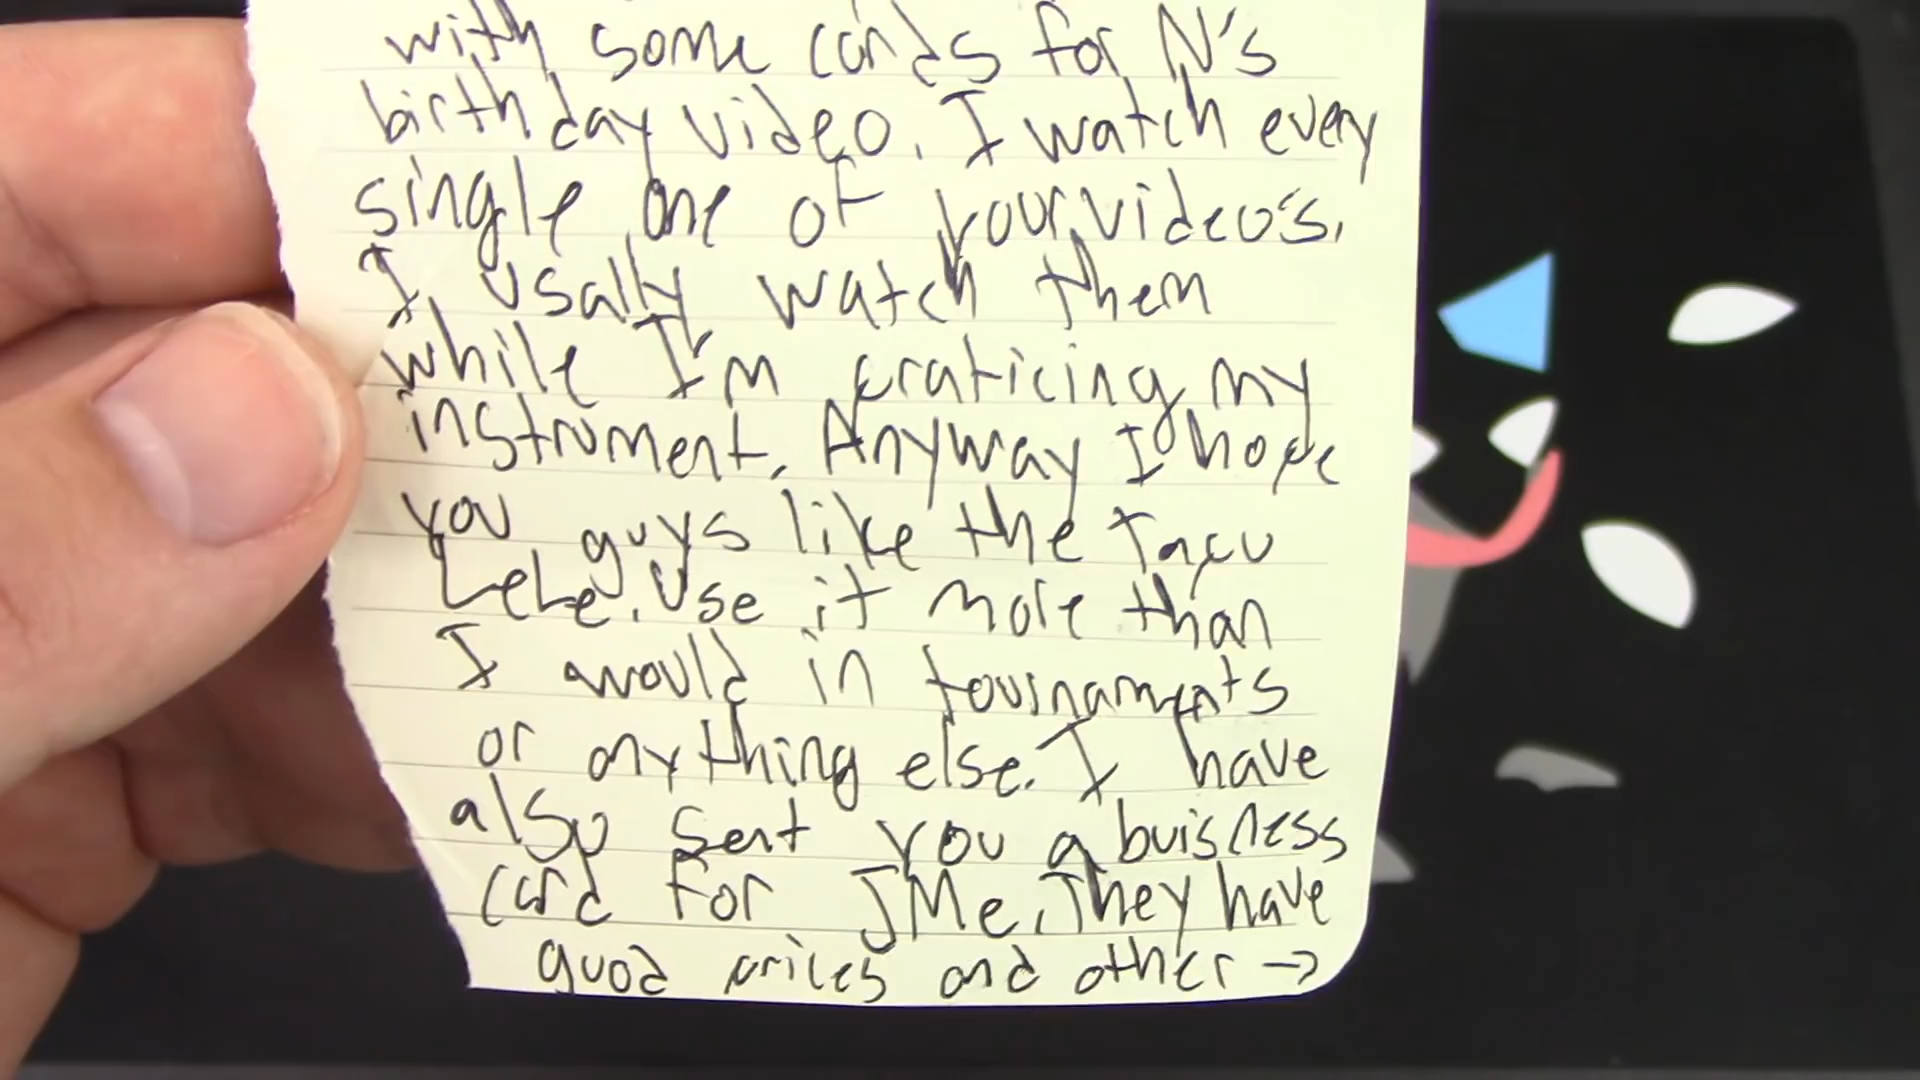 with some cards for N's
birthday video. I watch every
single one of your video's.
I usally watch them
while I'm praticing my
instrument. Anyway I hope
you guys like the Tapu
LeLe. Use it more than
I would in tournaments
or anything else. I have
also sent you a buisness
card for JMe. They have
good prices and other →